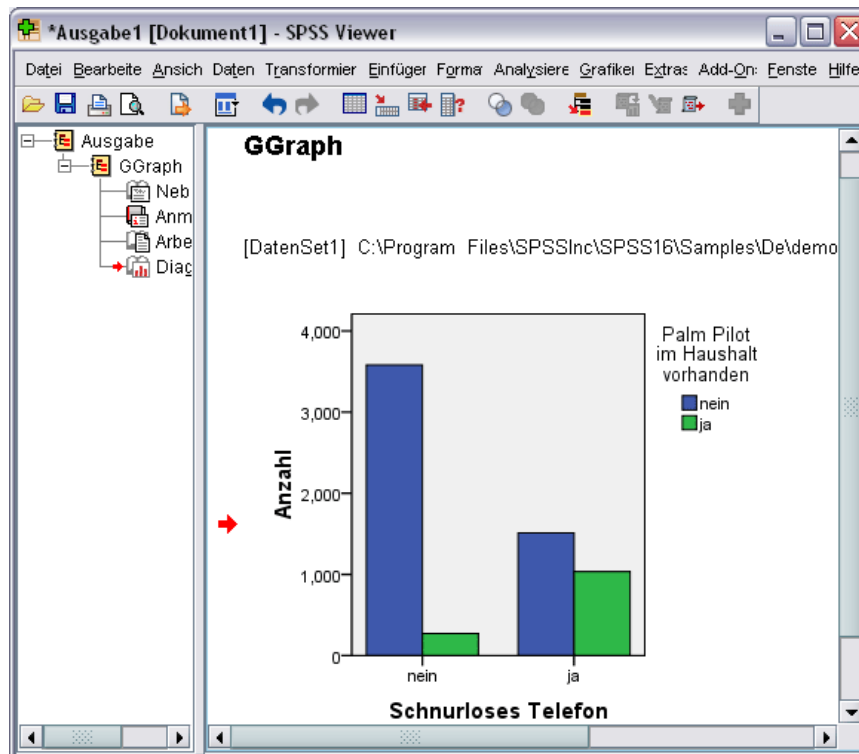 *Ausgabe1 [Dokument1] - SPSS Viewer
Datei Bearbeite Ansich Daten Transformier Einfüger Forma Analysiere Grafiker Extras Add-On: Fenste Hilfe
Ausgabe
GGraph
Neb
Anm
Arbe
Diag
GGraph
[DatenSet1] C:\Program Files\SPSSInc\SPSS16\Samples\De\demo
4,000
3,000
2,000
1,000
0
Anzahl
nein
ja
Schnurloses Telefon
Palm Pilot
im Haushalt
vorhanden
nein
ja